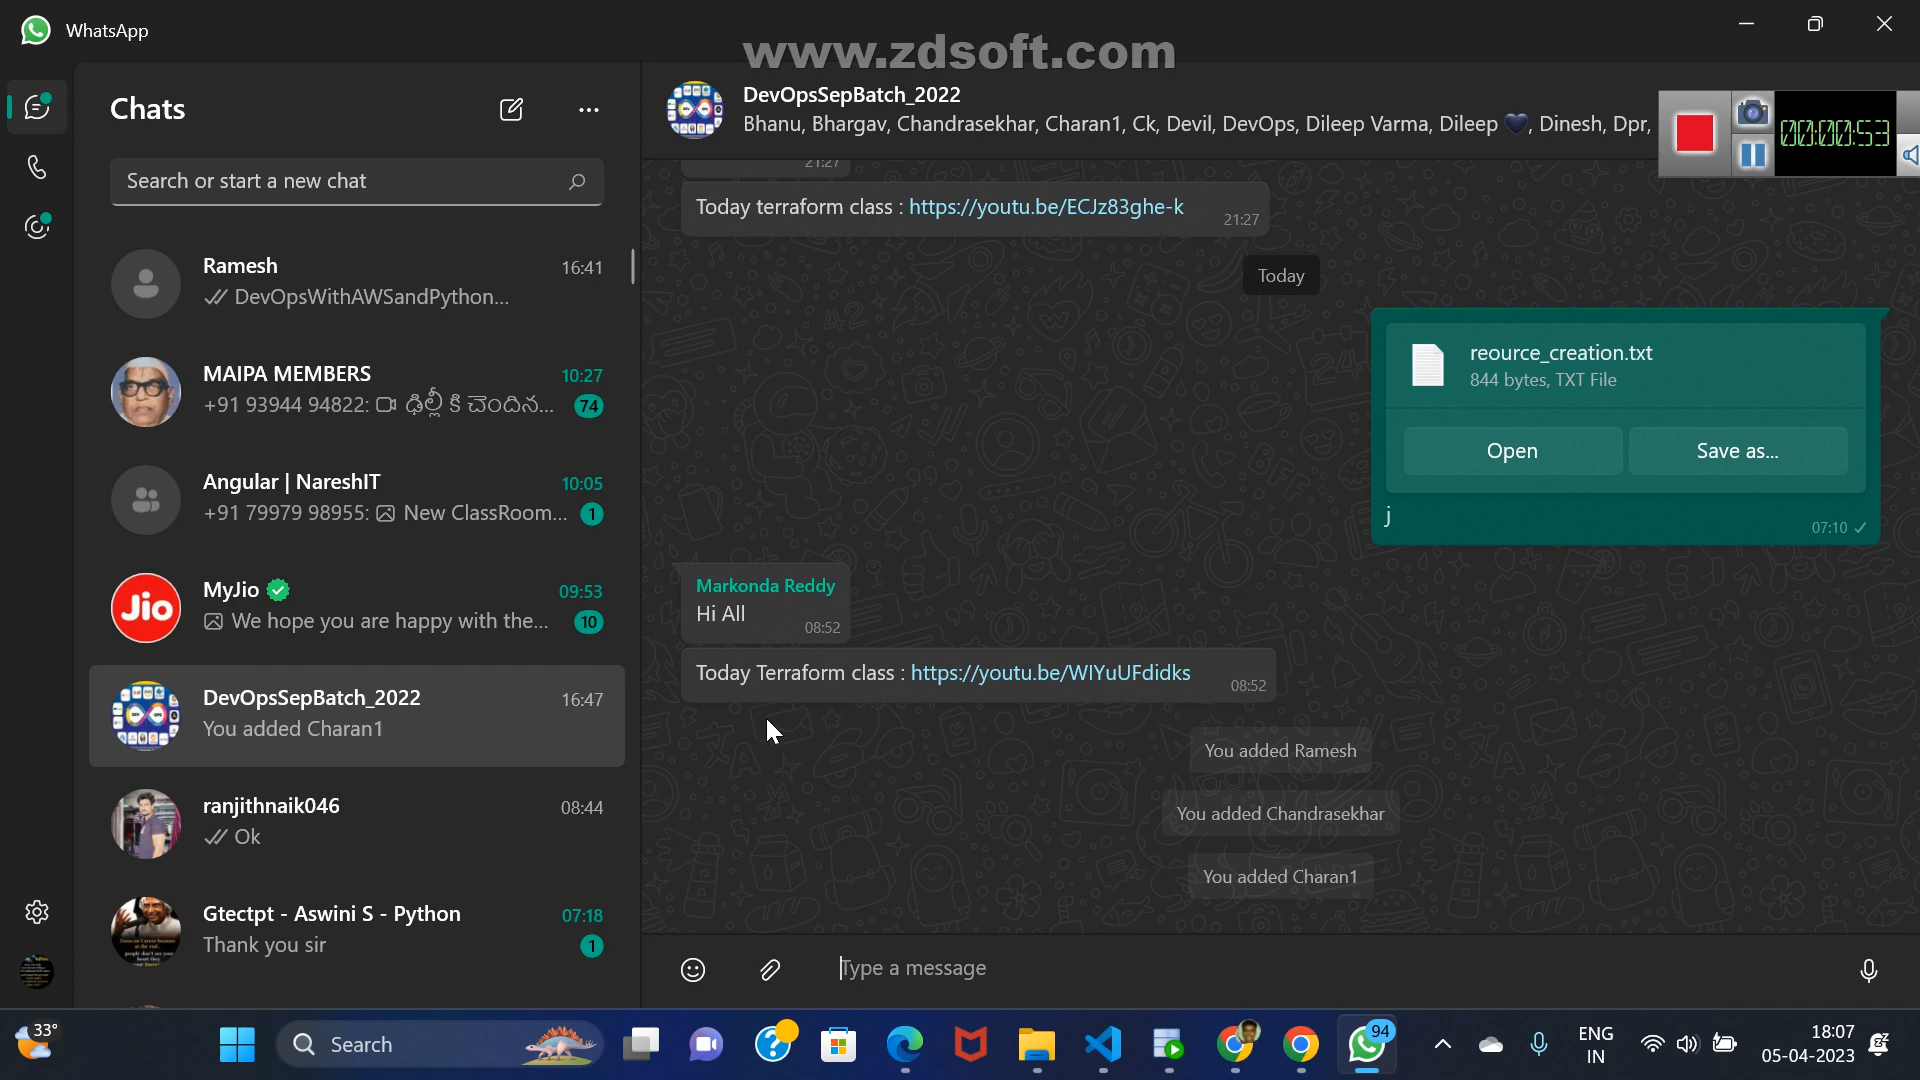 WhatsApp
www.zdsoft.com
Chats
Search or start a new chat
Ramesh
16:41
DevOpsWithAWSandPython...
MAIPA MEMBERS
10:27
+91 93944 94822: ఢిల్లీ కి చెందిన...
74
Angular | NareshIT
10:05
+91 79979 98955: New ClassRoom...
1
Jio
MyJio
09:53
We hope you are happy with the...
10
DevOpsSepBatch_2022
16:47
You added Charan1
ranjithnaik046
08:44
Ok
Gtectpt - Aswini S - Python
07:18
Thank you sir
1
DevOpsSepBatch_2022
Bhanu, Bhargav, Chandrasekhar, Charan1, Ck, Devil, DevOps, Dileep Varma, Dileep 🖤, Dinesh, Dpr,
00:00:53
21:27
Today terraform class : https://youtu.be/ECJz83ghe-k
21:27
Today
reource_creation.txt
844 bytes, TXT File
Open
Save as...
j
07:10
Markonda Reddy
Hi All
08:52
Today Terraform class : https://youtu.be/WIYuUFdidks
08:52
You added Ramesh
You added Chandrasekhar
You added Charan1
Type a message
33°
Search
94
ENG
IN
18:07
05-04-2023